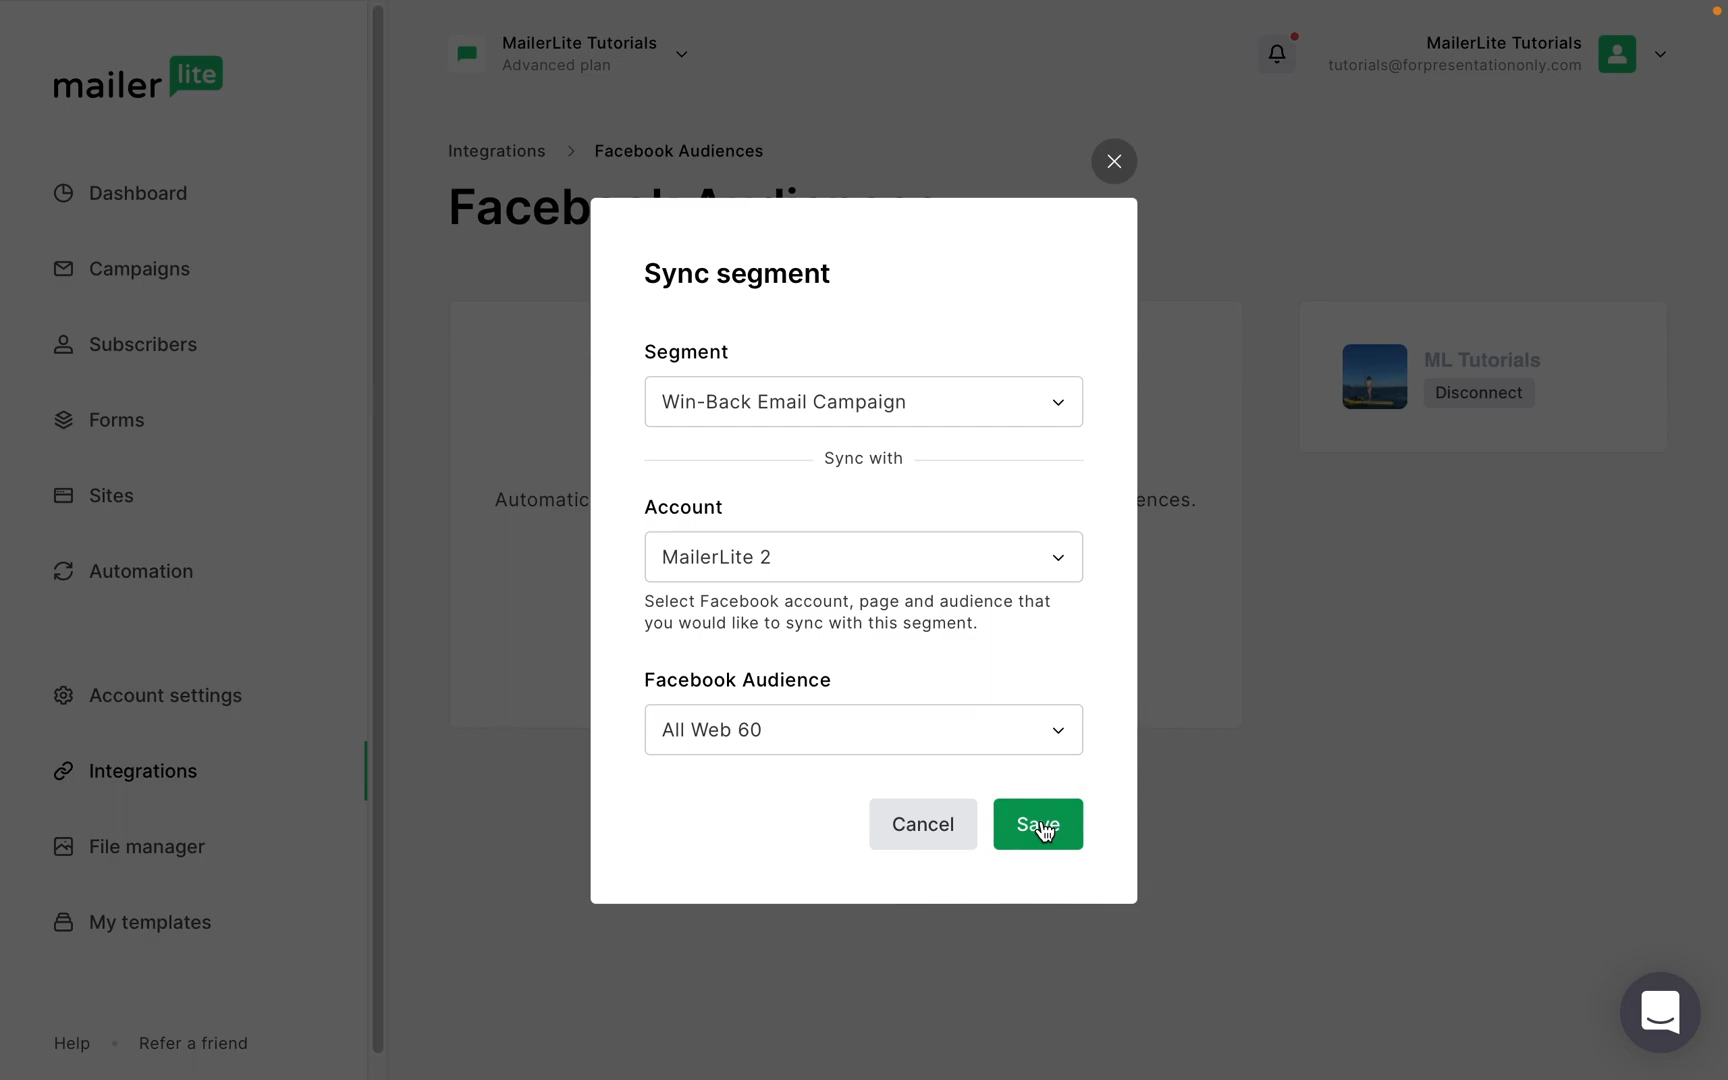 mailer lite
MailerLite Tutorials
Advanced plan
MailerLite Tutorials
tutorials@forpresentationonly.com
Dashboard
Campaigns
Subscribers
Forms
Sites
Automation
Account settings
Integrations
File manager
My templates
Help • Refer a friend
Integrations > Facebook Audiences
Sync segment
Segment
Win-Back Email Campaign
Sync with
Account
MailerLite 2
Select Facebook account, page and audience that
you would like to sync with this segment.
Facebook Audience
All Web 60
Cancel
Save
ML Tutorials
Disconnect